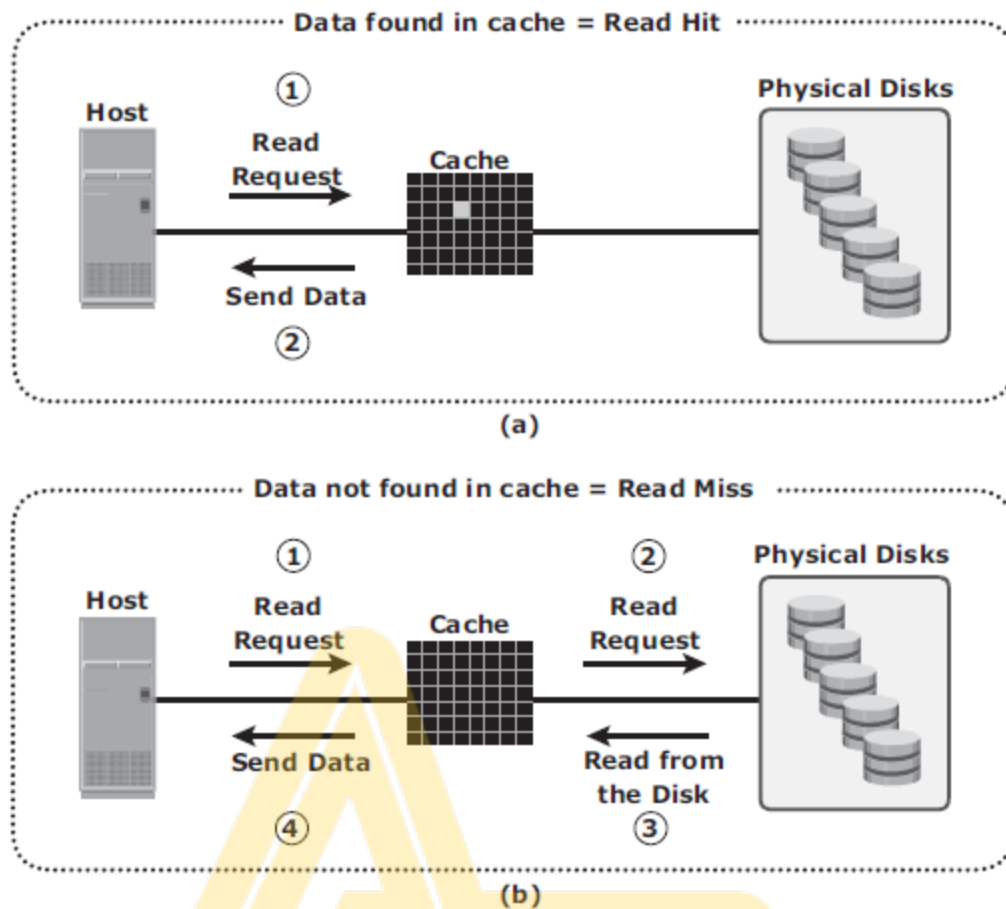 Data found in cache = Read Hit
①
Host
Physical Disks
Read
Request
Cache
Send Data
②
(a)
Data not found in cache = Read Miss
①
②
Physical Disks
Host
Read
Request
Cache
Read
Request
Send Data
Read from
the Disk
④
③
(b)